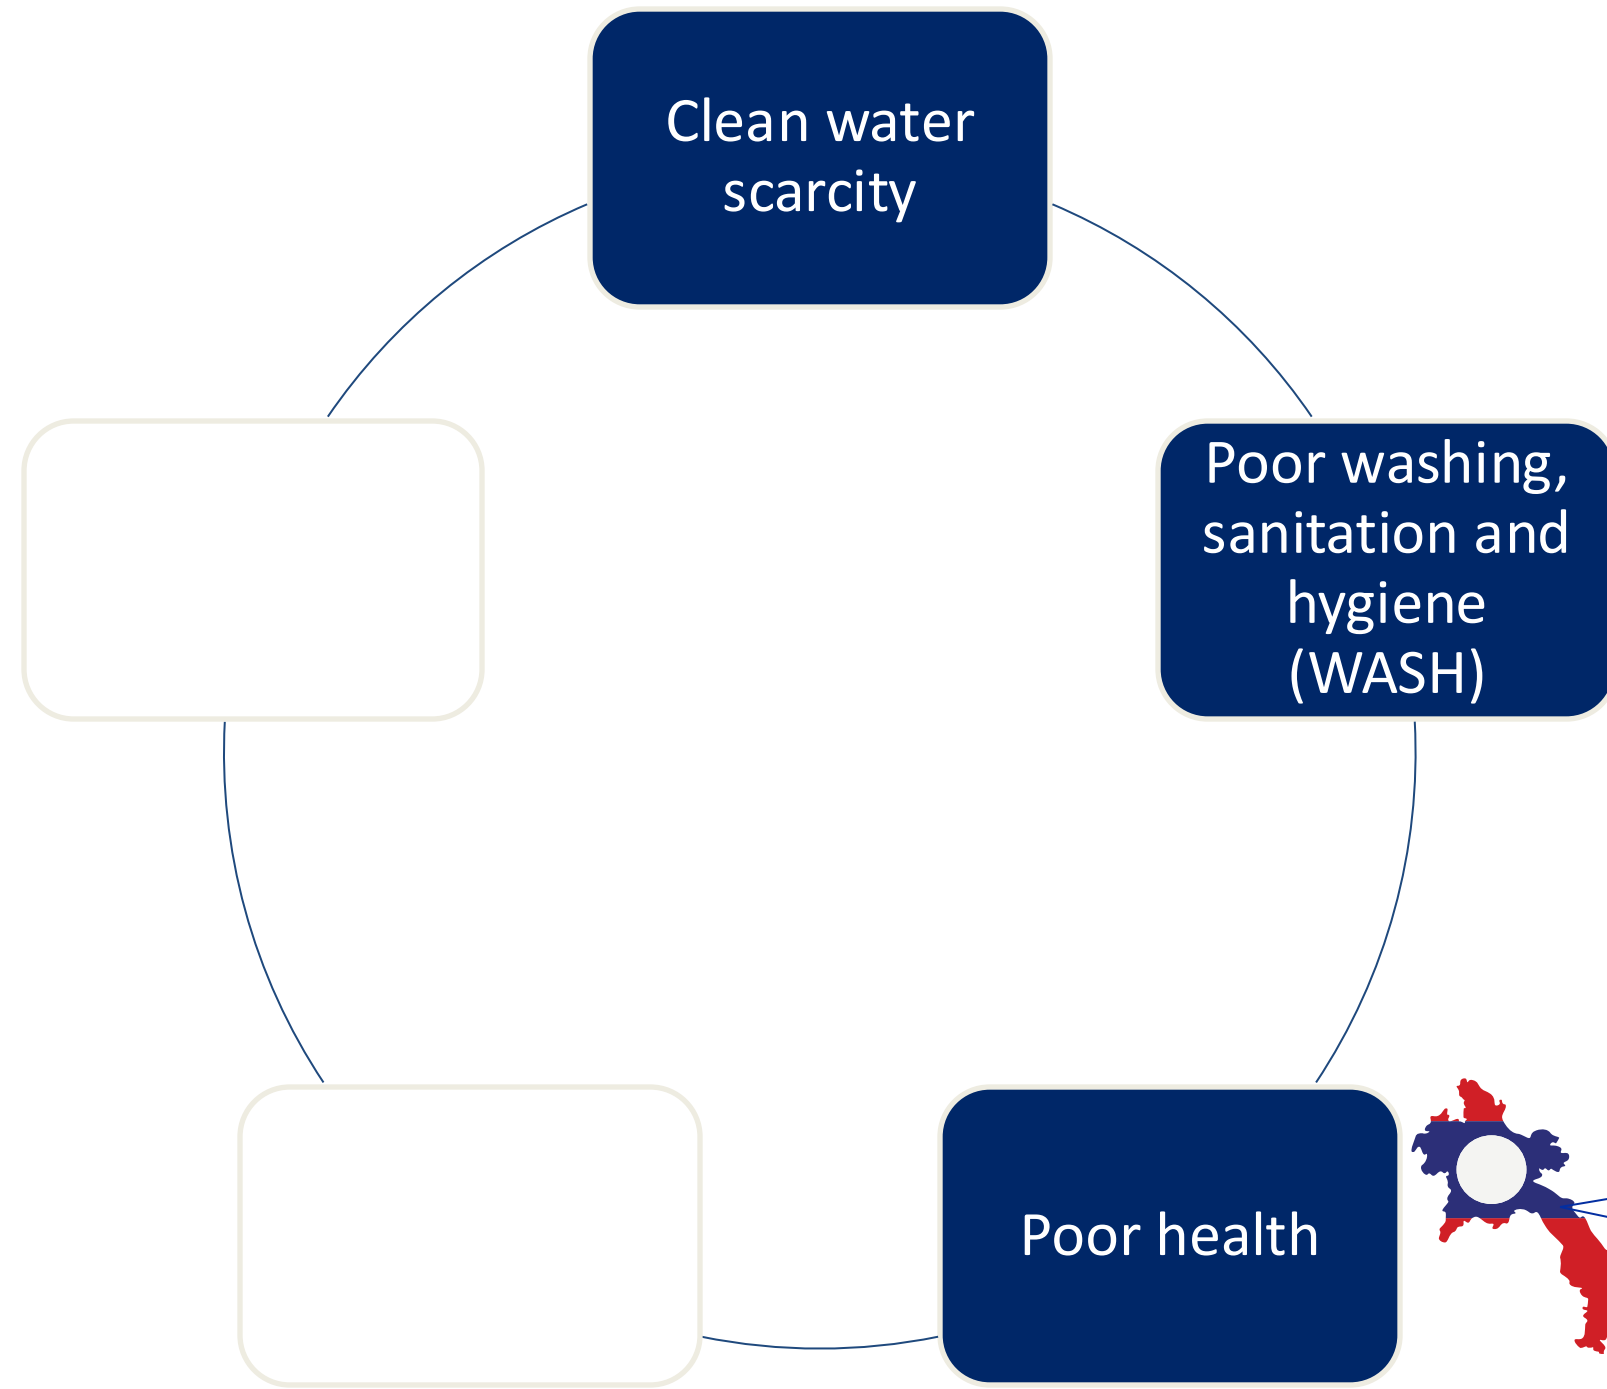 Clean water
scarcity
Poor washing,
sanitation and
hygiene
(WASH)
Poor health